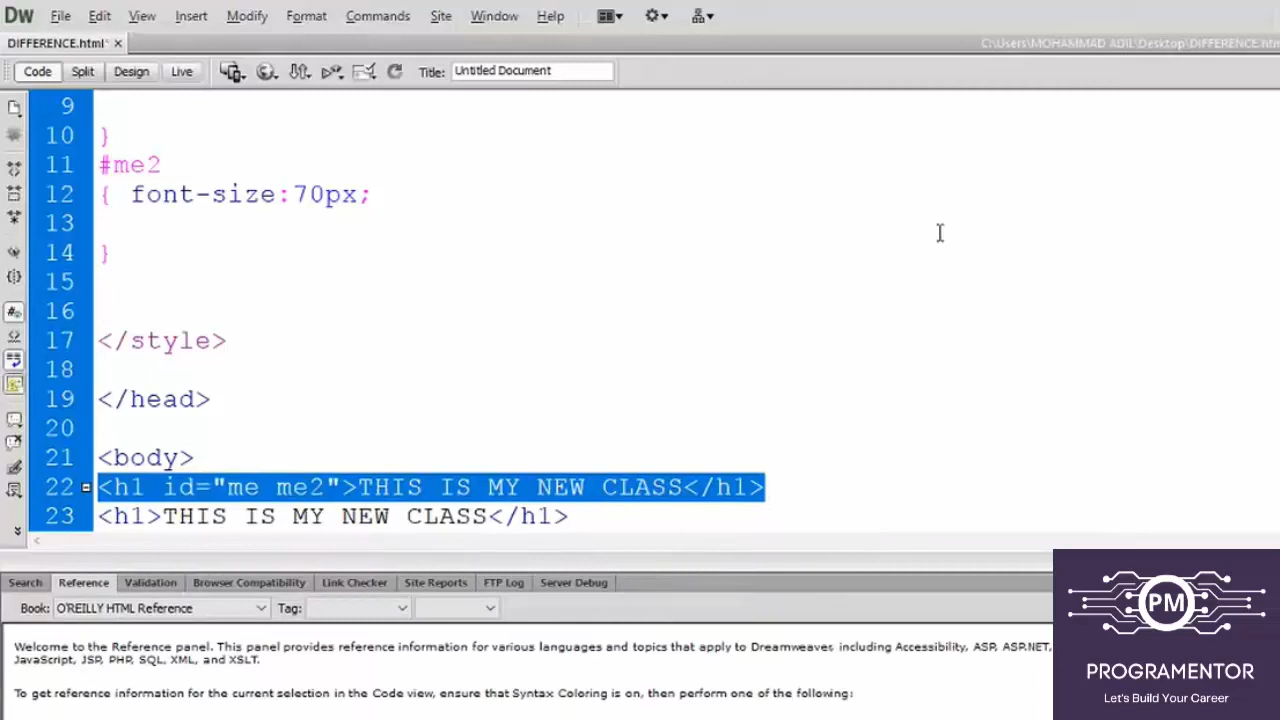 Dw File Edit View Insert Modify Format Commands Site Window Help
DIFFERENCE.html* × C:\Users\MOHAMMAD ADIL\Desktop\DIFFERENCE.htm
Code Split Design Live Title: Untitled Document
9
10 }
11 #me2
12 { font-size:70px;
13
14 }
15
16
17 </style>
18
19 </head>
20
21 <body>
22 <h1 id="me me2">THIS IS MY NEW CLASS</h1>
23 <h1>THIS IS MY NEW CLASS</h1>
Search Reference Validation Browser Compatibility Link Checker Site Reports FTP Log Server Debug
Book: O'REILLY HTML Reference Tag:
Welcome to the Reference panel. This panel provides reference information for various languages and topics that apply to Dreamweaver, including Accessibility, ASP, ASP.NET,
JavaScript, JSP, PHP, SQL, XML, and XSLT.
To get reference information for the current selection in the Code view, ensure that Syntax Coloring is on, then perform one of the following:
PM
PROGRAMENTOR
Let's Build Your Career